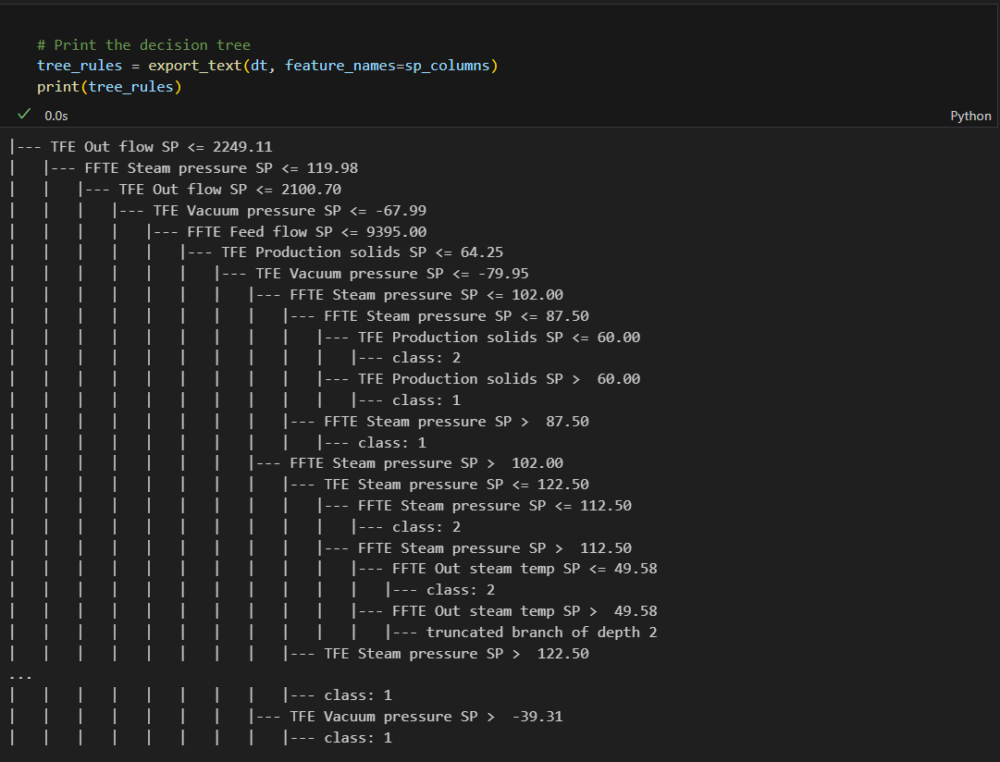 # Print the decision tree
tree_rules = export_text(dt, feature_names=sp_columns)
print(tree_rules)
0.0s
Python
|--- TFE Out flow SP <= 2249.11
|   |--- FFTE Steam pressure SP <= 119.98
|   |   |--- TFE Out flow SP <= 2100.70
|   |   |   |--- TFE Vacuum pressure SP <= -67.99
|   |   |   |   |--- FFTE Feed flow SP <= 9395.00
|   |   |   |   |   |--- TFE Production solids SP <= 64.25
|   |   |   |   |   |   |--- TFE Vacuum pressure SP <= -79.95
|   |   |   |   |   |   |   |--- FFTE Steam pressure SP <= 102.00
|   |   |   |   |   |   |   |   |--- FFTE Steam pressure SP <= 87.50
|   |   |   |   |   |   |   |   |   |--- TFE Production solids SP <= 60.00
|   |   |   |   |   |   |   |   |   |   |--- class: 2
|   |   |   |   |   |   |   |   |   |--- TFE Production solids SP >  60.00
|   |   |   |   |   |   |   |   |   |   |--- class: 1
|   |   |   |   |   |   |   |   |--- FFTE Steam pressure SP >  87.50
|   |   |   |   |   |   |   |   |   |--- class: 1
|   |   |   |   |   |   |   |--- FFTE Steam pressure SP >  102.00
|   |   |   |   |   |   |   |   |--- TFE Steam pressure SP <= 122.50
|   |   |   |   |   |   |   |   |   |--- FFTE Steam pressure SP <= 112.50
|   |   |   |   |   |   |   |   |   |   |--- class: 2
|   |   |   |   |   |   |   |   |   |--- FFTE Steam pressure SP >  112.50
|   |   |   |   |   |   |   |   |   |   |--- FFTE Out steam temp SP <= 49.58
|   |   |   |   |   |   |   |   |   |   |   |--- class: 2
|   |   |   |   |   |   |   |   |   |   |--- FFTE Out steam temp SP >  49.58
|   |   |   |   |   |   |   |   |   |   |   |--- truncated branch of depth 2
|   |   |   |   |   |   |   |   |--- TFE Steam pressure SP >  122.50
...
|   |   |   |   |   |   |   |   |--- class: 1
|   |   |   |   |   |   |   |--- TFE Vacuum pressure SP >  -39.31
|   |   |   |   |   |   |   |   |--- class: 1